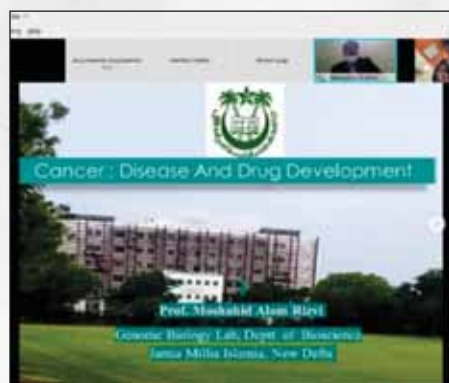 Cancer : Disease And Drug Development
Prof. Moshahid Alam Rizvi
Genome Biology Lab, Deptt. of Bioscience
Jamia Millia Islamia, New Delhi